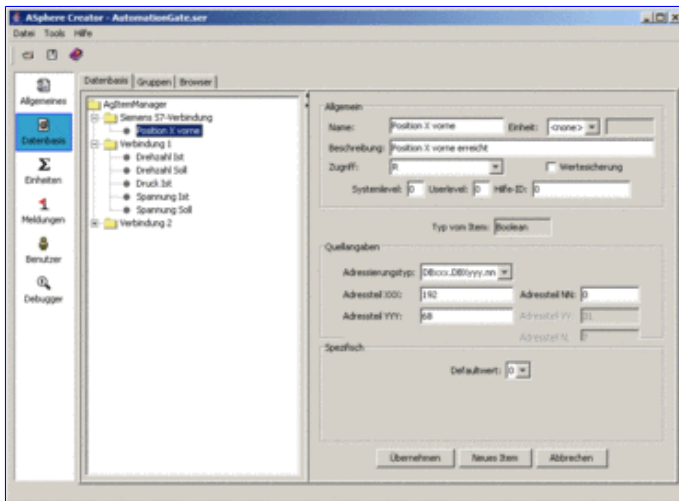 ASphere Creator - AutomationGate.ser
Datei Tools Hilfe
Allgemeines
Datenbasis
Einheiten
Meldungen
Benutzer
Debugger
Datenbasis Gruppen Browser
AgItemManager
Siemens S7-Verbindung
Position X vorne
Verbindung 1
Drehzahl Ist
Drehzahl Soll
Druck Ist
Spannung Ist
Spannung Soll
Verbindung 2
Allgemein
Name: Position X vorne Einheit: <none>
Beschreibung: Position X vorne erreicht
Zugriff: R Wertesicherung
Systemlevel: 0 Userlevel: 0 Hilfe-ID: 0
Typ vom Item: Boolean
Quellangaben
Adressierungstyp: DBxxx.DBXyyy.nn
Adressteil XXX: 192 Adressteil NN: 0
Adressteil YYY: 68 Adressteil VV:
Adressteil N:
Spezifisch
Defaultwert: 0
Übernehmen Neues Item Abbrechen